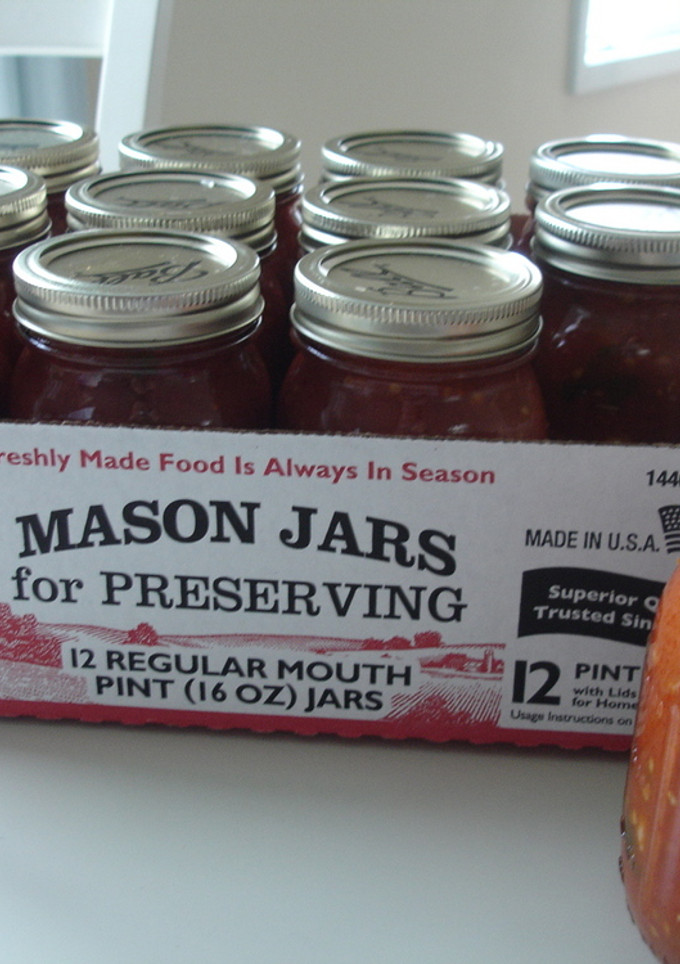 Ball
reshly Made Food Is Always In Season
144
MASON JARS
for PRESERVING
12 REGULAR MOUTH
PINT (16 OZ) JARS
MADE IN U.S.A.
Superior
Trusted
12 PINT
with Lids
for Home
Usage Instructions on